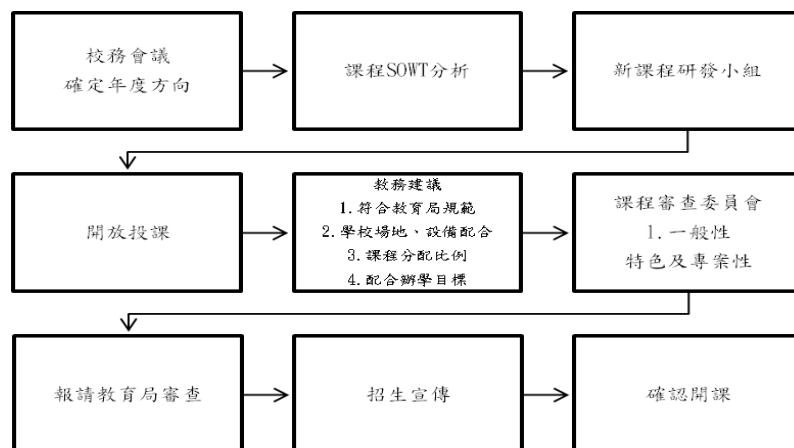 校務會議
確定年度方向
課程SOWT分析
新課程研發小組
開放投課
教務建議
1.符合教育局規範
2.學校場地、設備配合
3.課程分配比例
4.配合辦學目標
課程審查委員會
1.一般性
特色及專案性
報請教育局審查
招生宣傳
確認開課